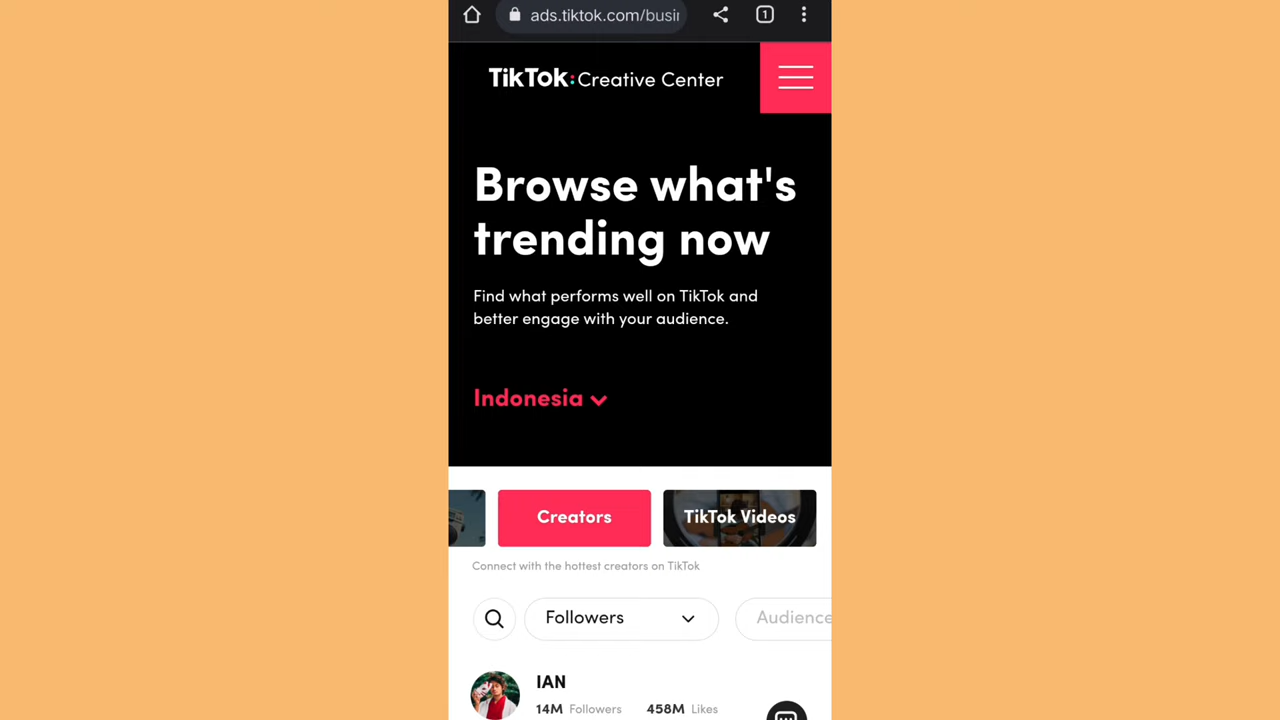 ads.tiktok.com/busir
1
TikTok:Creative Center
Browse what's
trending now
Find what performs well on TikTok and
better engage with your audience.
Indonesia
Creators
TikTok Videos
Connect with the hottest creators on TikTok
Followers
Audience
IAN
14M Followers 458M Likes